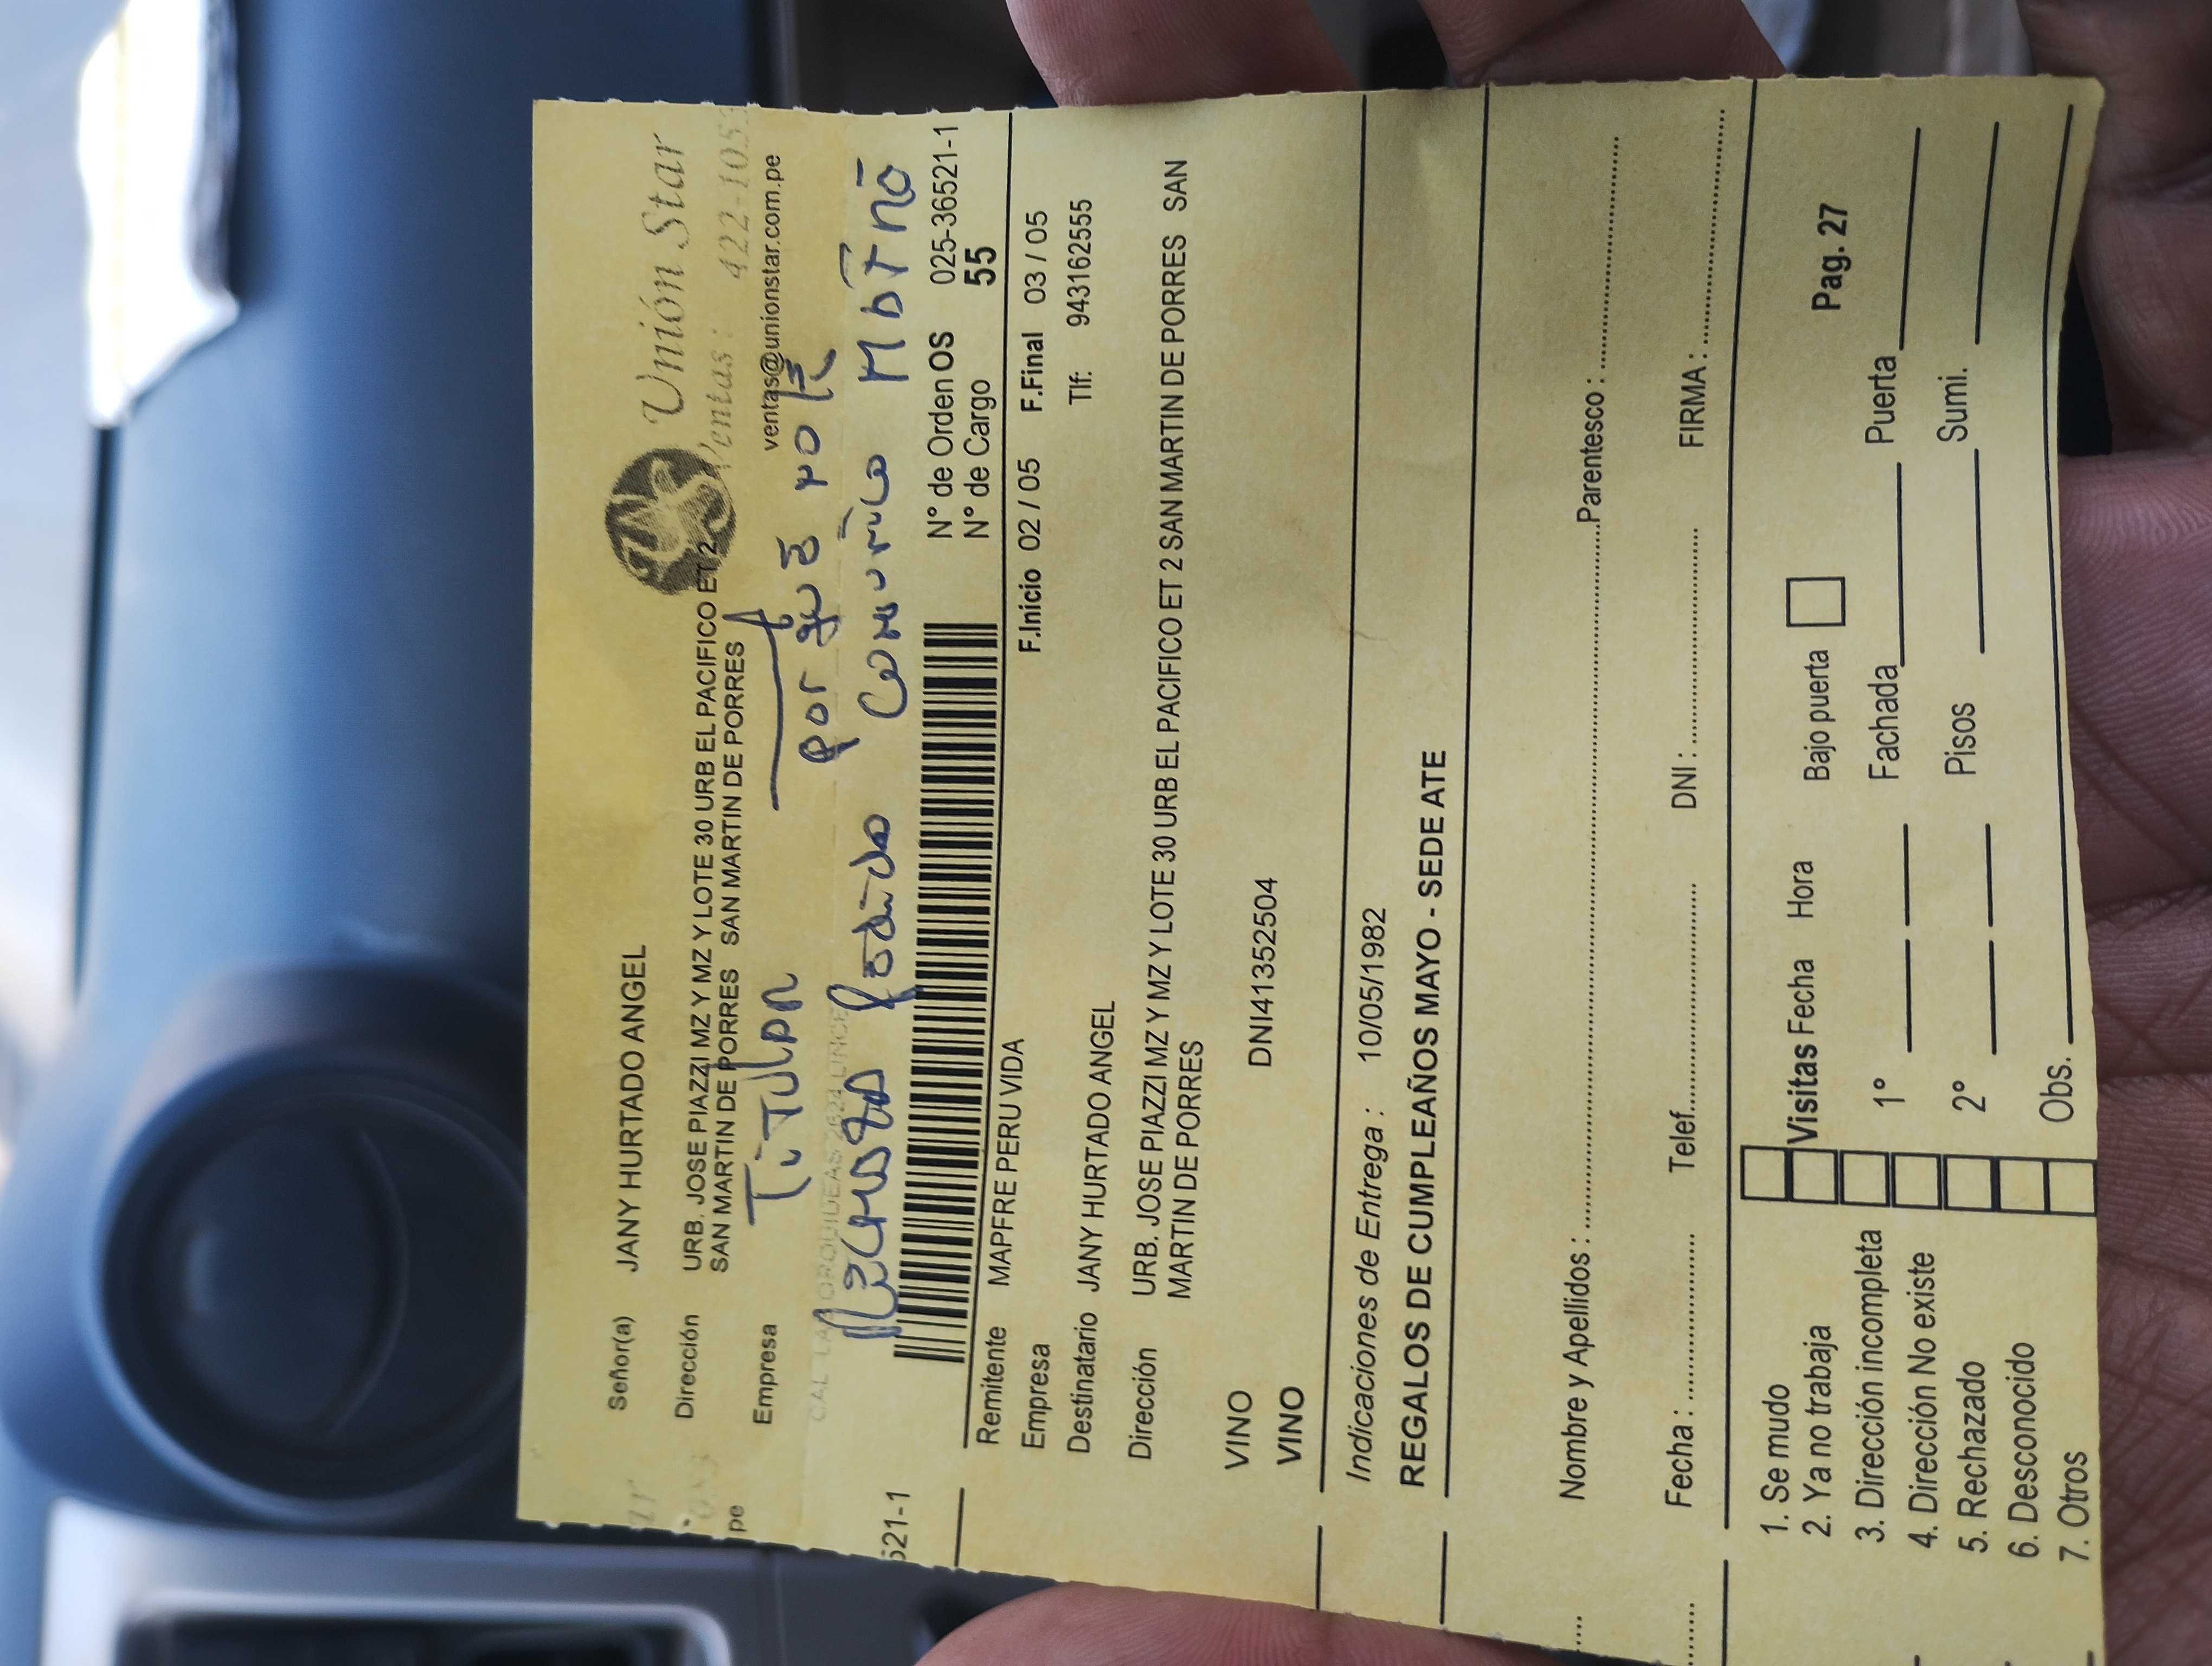 Unión Star
Ventas: 422-105
ventas@unionstar.com.pe
Señor(a) JANY HURTADO ANGEL
Dirección URB. JOSE PIAZZI MZ Y MZ Y LOTE 30 URB EL PACIFICO ET 2
SAN MARTIN DE PORRES SAN MARTIN DE PORRES
Empresa
Titular
por que no le
pedido Comunico
N° de Orden OS 025-36521-1
N° de Cargo 55
Remitente MAPFRE PERU VIDA F.Inicio 02 / 05 F.Final 03 / 05
Empresa Tlf: 943162555
Destinatario JANY HURTADO ANGEL
Dirección URB. JOSE PIAZZI MZ Y MZ Y LOTE 30 URB EL PACIFICO ET 2 SAN MARTIN DE PORRES SAN
MARTIN DE PORRES
VINO DNI41352504
VINO
Indicaciones de Entrega : 10/05/1982
REGALOS DE CUMPLEAÑOS MAYO - SEDE ATE
Nombre y Apellidos : Parentesco :
Fecha : Telef. DNI : FIRMA :
1. Se mudo
2. Ya no trabaja Visitas Fecha Hora Bajo puerta Pag. 27
3. Dirección incompleta 1° Fachada Puerta
4. Dirección No existe
5. Rechazado 2° Pisos Sumi.
6. Desconocido
7. Otros Obs.
521-1
pe